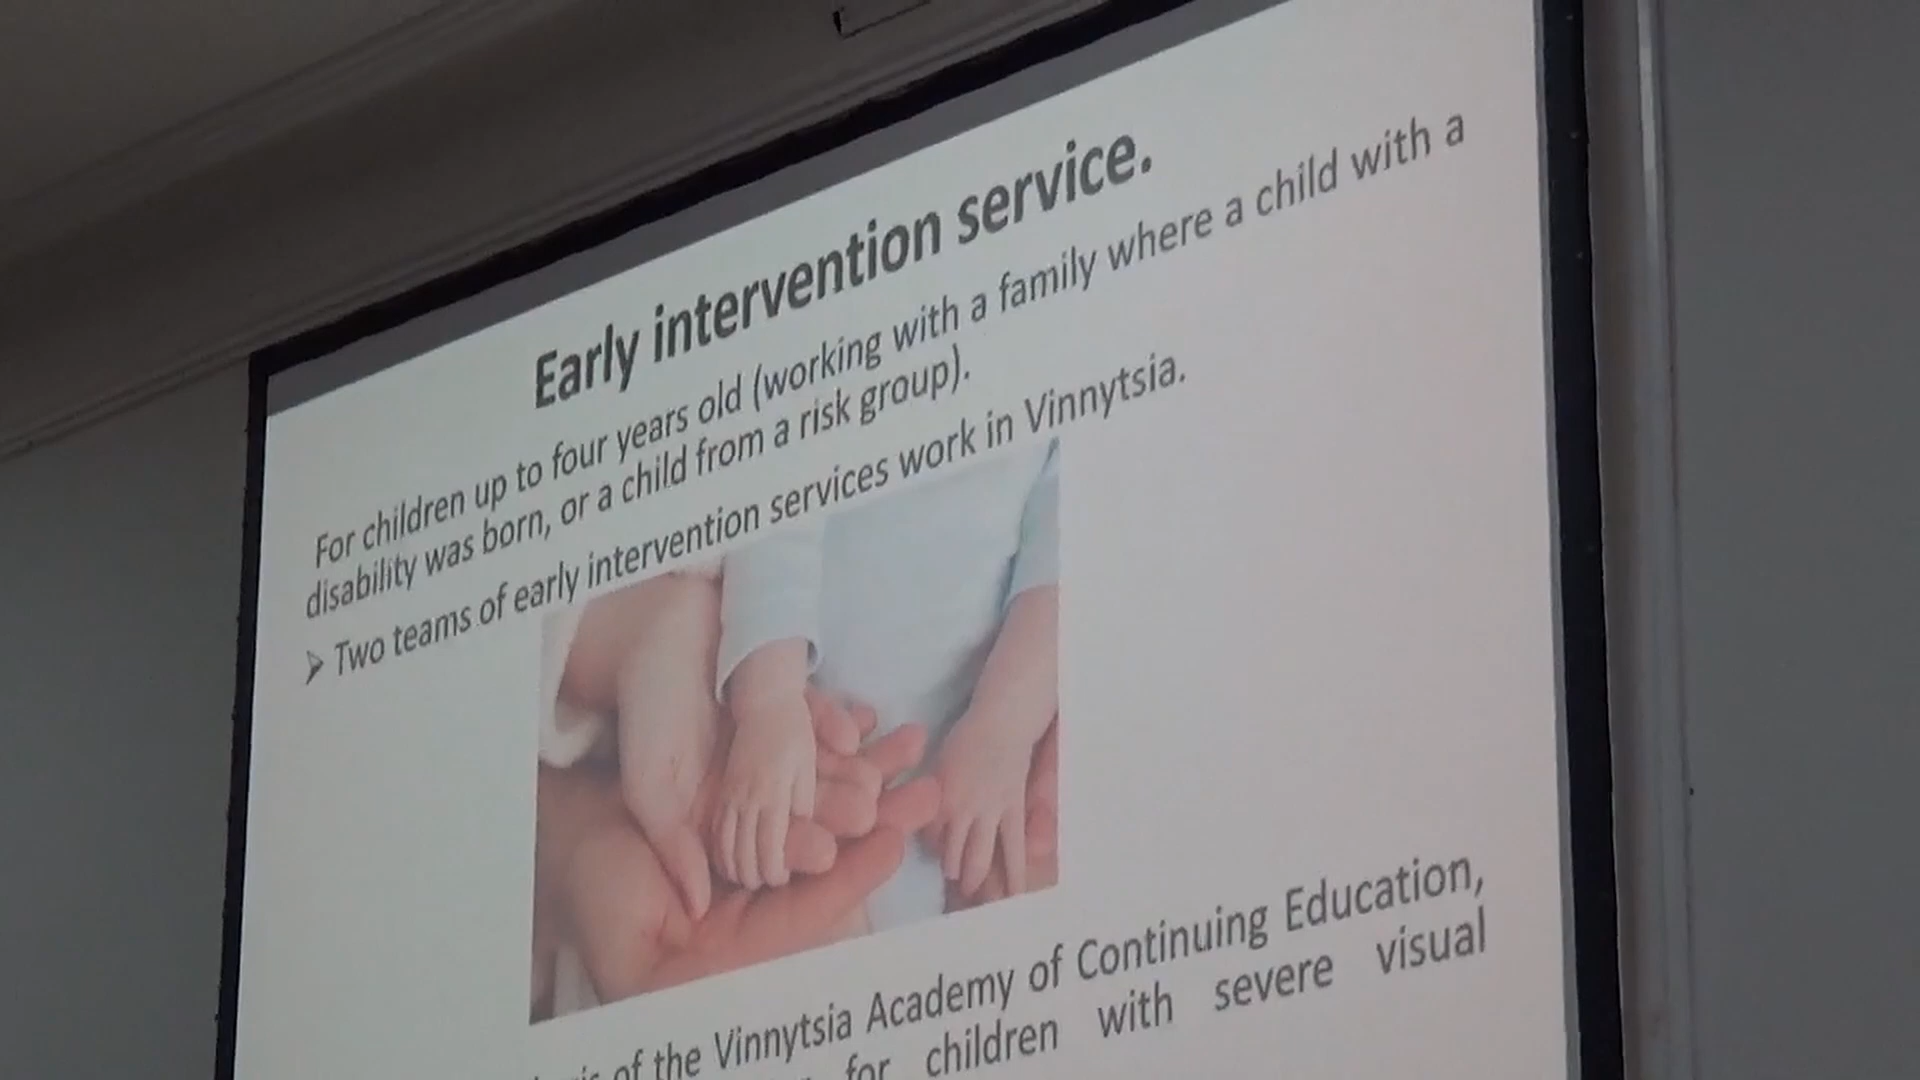 Early intervention service.
For children up to four years old (working with a family where a child with a
disability was born, or a child from a risk group).
➢ Two teams of early intervention services work in Vinnytsia.
of the Vinnytsia Academy of Continuing Education,
for children with severe visual